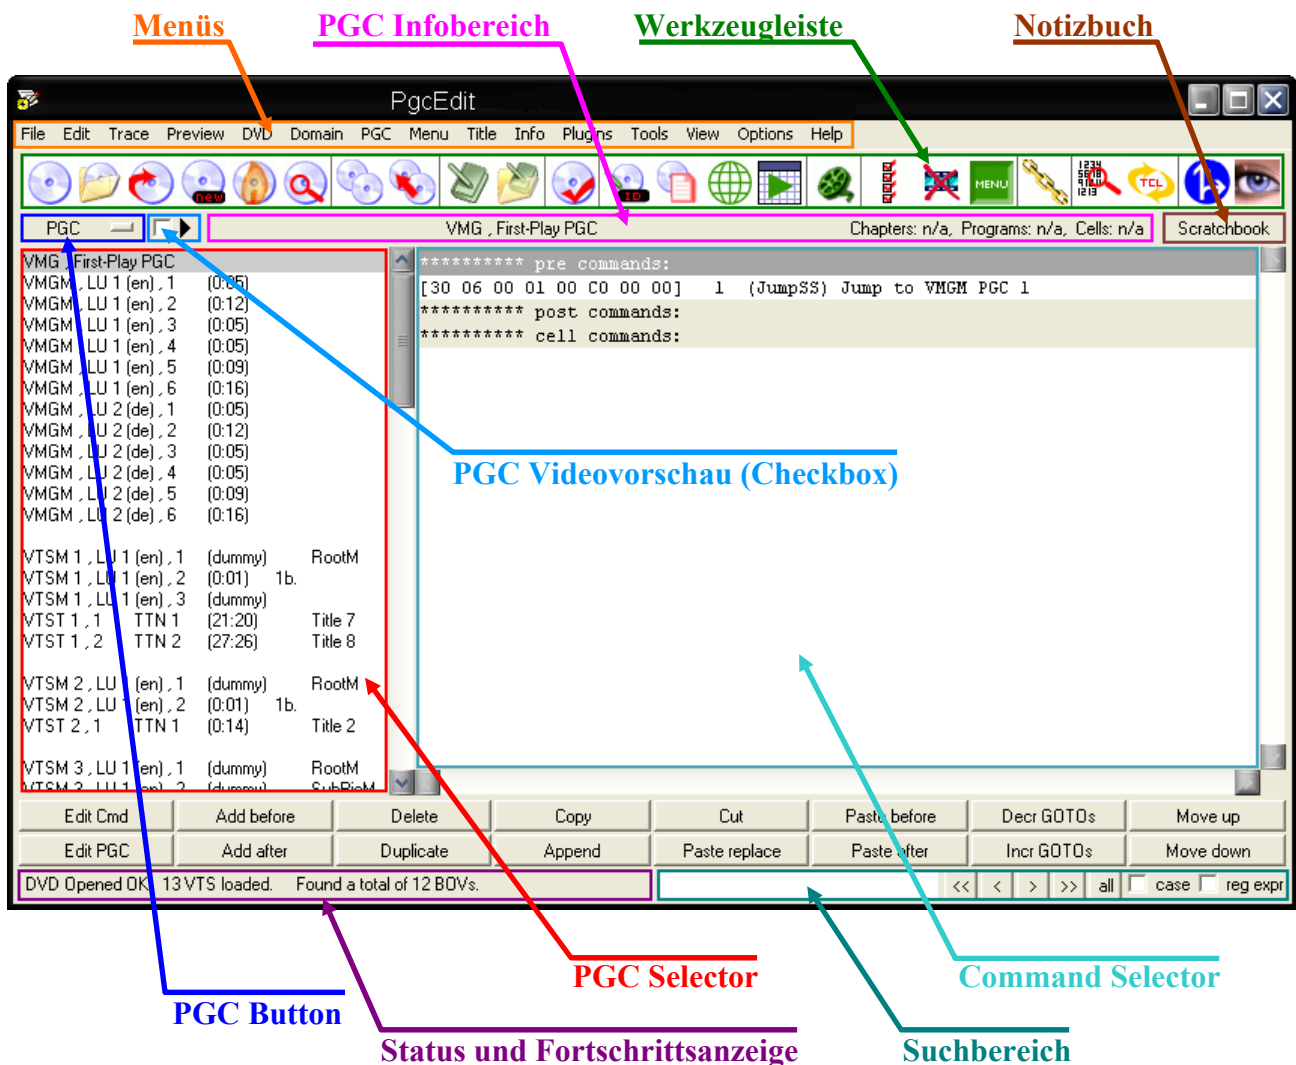 Menüs PGC Infobereich Werkzeugleiste Notizbuch
PgcEdit
File Edit Trace Preview DVD Domain PGC Menu Title Info Plugins Tools View Options Help
new ID MENU 1234 5678 9101 1213 TCL
PGC VMG , First-Play PGC Chapters: n/a, Programs: n/a, Cells: n/a Scratchbook
VMG , First-Play PGC
VMGM , LU 1 (en) , 1 (0:05)
VMGM , LU 1 (en) , 2 (0:12)
VMGM , LU 1 (en) , 3 (0:05)
VMGM , LU 1 (en) , 4 (0:05)
VMGM , LU 1 (en) , 5 (0:09)
VMGM , LU 1 (en) , 6 (0:16)
VMGM , LU 2 (de) , 1 (0:05)
VMGM , LU 2 (de) , 2 (0:12)
VMGM , LU 2 (de) , 3 (0:05)
VMGM , LU 2 (de) , 4 (0:05)
VMGM , LU 2 (de) , 5 (0:09)
VMGM , LU 2 (de) , 6 (0:16)
VTSM 1 , LU 1 (en) , 1 (dummy) RootM
VTSM 1 , LU 1 (en) , 2 (0:01) 1b.
VTSM 1 , LU 1 (en) , 3 (dummy)
VTST 1 , 1 TTN 1 (21:20) Title 7
VTST 1 , 2 TTN 2 (27:26) Title 8
VTSM 2 , LU 1 (en) , 1 (dummy) RootM
VTSM 2 , LU 1 (en) , 2 (0:01) 1b.
VTST 2 , 1 TTN 1 (0:14) Title 2
VTSM 3 , LU 1 (en) , 1 (dummy) RootM
VTSM 3 , LU 1 (en) , 2 (dummy) SubPicM
********** pre commands:
[30 06 00 01 00 C0 00 00] 1 (JumpSS) Jump to VMGM PGC 1
********** post commands:
********** cell commands:
PGC Videovorschau (Checkbox)
Edit Cmd Add before Delete Copy Cut Paste before Decr GOTOs Move up
Edit PGC Add after Duplicate Append Paste replace Paste after Incr GOTOs Move down
DVD Opened OK. 13 VTS loaded. Found a total of 12 BOVs. << < > >> all case reg expr
PGC Selector Command Selector
PGC Button
Status und Fortschrittsanzeige Suchbereich